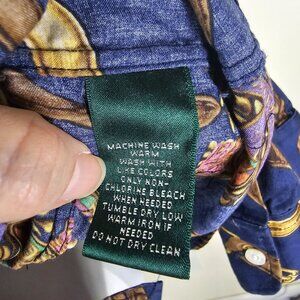 MACHINE WASH
WARM
WASH WITH
LIKE COLORS
ONLY NON-
CHLORINE BLEACH
WHEN NEEDED
TUMBLE DRY LOW
WARM IRON IF
NEEDED
DO NOT DRY CLEAN